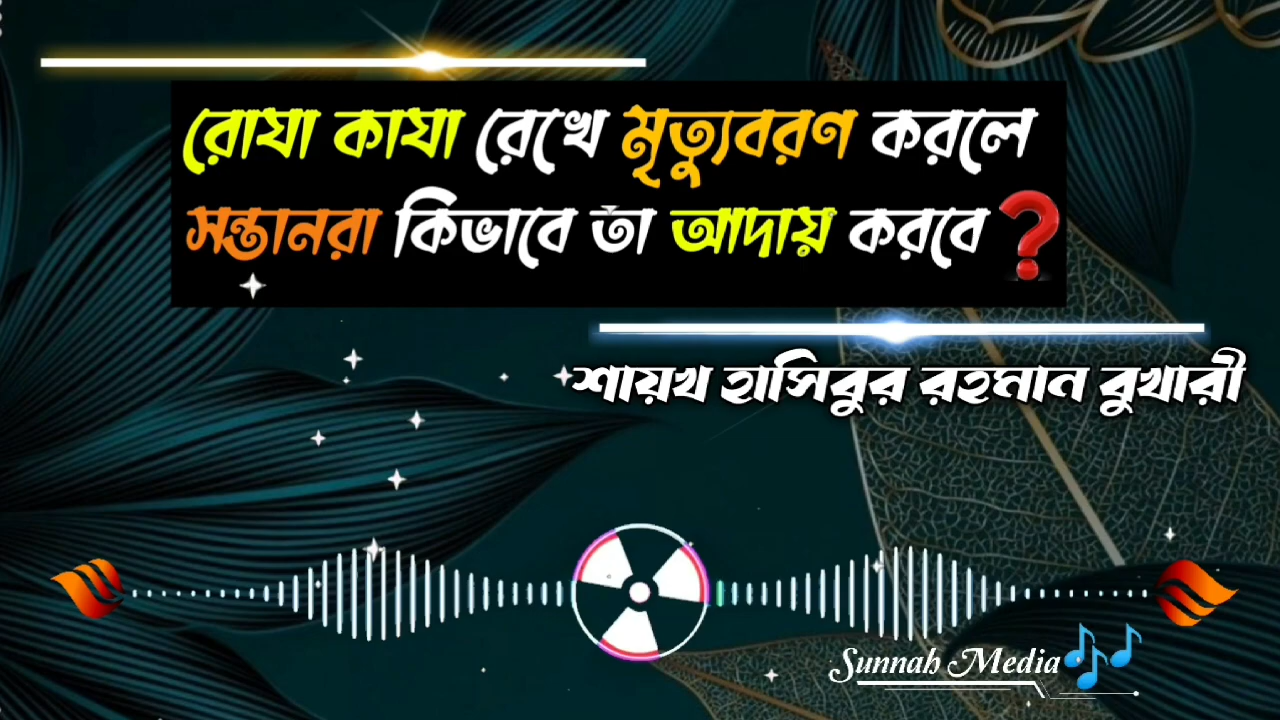 রোযা কাযা রেখে মৃত্যুবরণ করলে
সন্তানরা কিভাবে তা আদায় করবে❓
শায়খ হাসিবুর রহমান বুখারী
Sunnah Media🎶